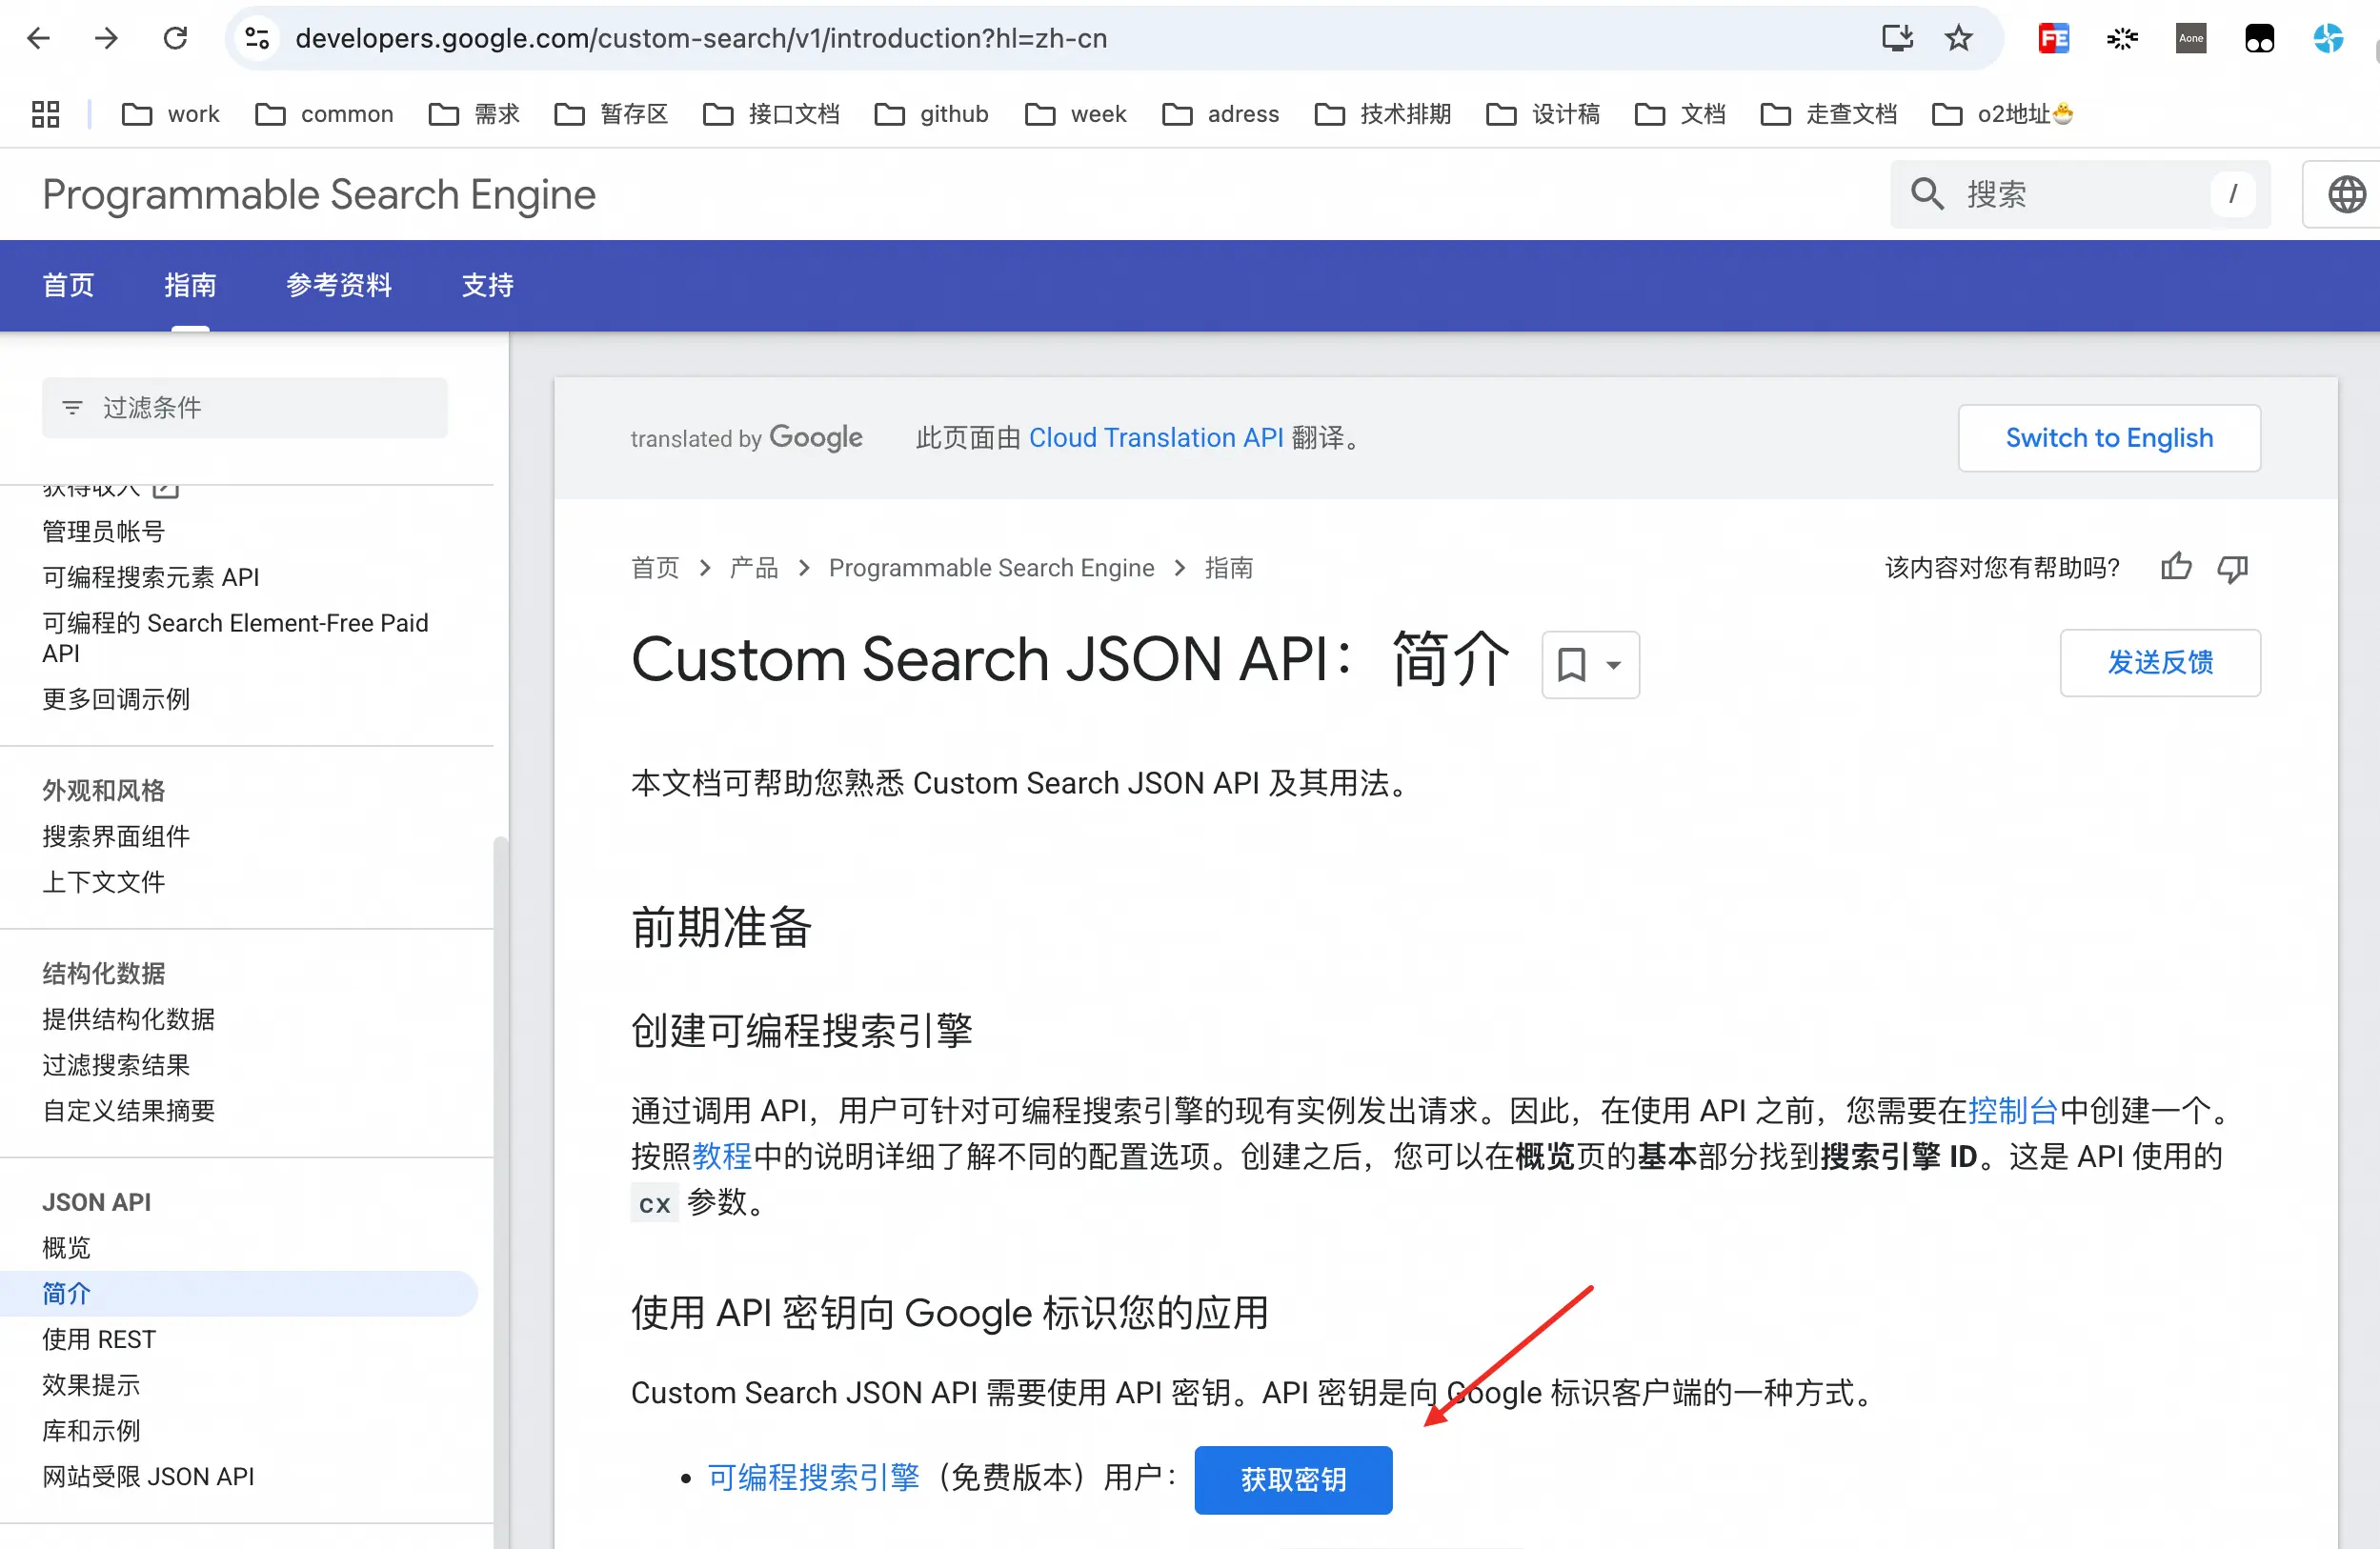 developers.google.com/custom-search/v1/introduction?hl=zh-cn
FE
Aone
work
common
需求
暂存区
接口文档
github
week
adress
技术排期
设计稿
文档
走查文档
o2地址🐣
Programmable Search Engine
搜索
/
首页
指南
参考资料
支持
过滤条件
获得收入
管理员帐号
可编程搜索元素 API
可编程的 Search Element-Free Paid
API
更多回调示例
外观和风格
搜索界面组件
上下文文件
结构化数据
提供结构化数据
过滤搜索结果
自定义结果摘要
JSON API
概览
简介
使用 REST
效果提示
库和示例
网站受限 JSON API
translated by Google
此页面由 Cloud Translation API 翻译。
Switch to English
首页 > 产品 > Programmable Search Engine > 指南
该内容对您有帮助吗?
Custom Search JSON API：简介
发送反馈
本文档可帮助您熟悉 Custom Search JSON API 及其用法。
前期准备
创建可编程搜索引擎
通过调用 API，用户可针对可编程搜索引擎的现有实例发出请求。因此，在使用 API 之前，您需要在控制台中创建一个。
按照教程中的说明详细了解不同的配置选项。创建之后，您可以在概览页的基本部分找到搜索引擎 ID。这是 API 使用的
cx 参数。
使用 API 密钥向 Google 标识您的应用
Custom Search JSON API 需要使用 API 密钥。API 密钥是向 Google 标识客户端的一种方式。
• 可编程搜索引擎（免费版本）用户：
获取密钥